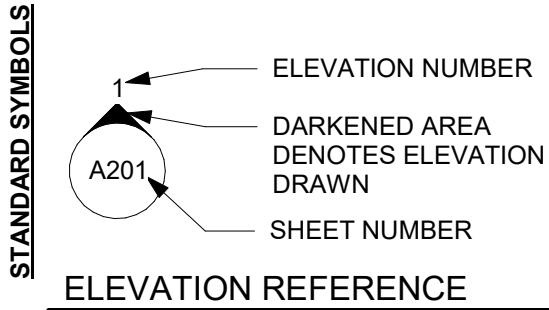 STANDARD SYMBOLS
1
ELEVATION NUMBER
DARKENED AREA
DENOTES ELEVATION
DRAWN
A201
SHEET NUMBER
ELEVATION REFERENCE